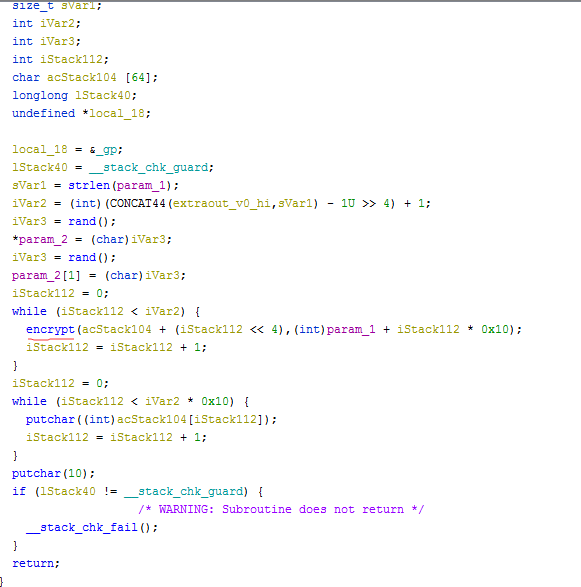 size_t sVar1;
int iVar2;
int iVar3;
int iStack112;
char acStack104 [64];
longlong lStack40;
undefined *local_18;
local_18 = &_gp;
lStack40 = __stack_chk_guard;
sVar1 = strlen(param_1);
iVar2 = (int)(CONCAT44(extraout_v0_hi,sVar1) - 1U >> 4) + 1;
iVar3 = rand();
*param_2 = (char)iVar3;
iVar3 = rand();
param_2[1] = (char)iVar3;
iStack112 = 0;
while (iStack112 < iVar2) {
encrypt(acStack104 + (iStack112 << 4),(int)param_1 + iStack112 * 0x10);
iStack112 = iStack112 + 1;
}
iStack112 = 0;
while (iStack112 < iVar2 * 0x10) {
putchar((int)acStack104[iStack112]);
iStack112 = iStack112 + 1;
}
putchar(10);
if (lStack40 != __stack_chk_guard) {
/* WARNING: Subroutine does not return */
__stack_chk_fail();
}
return;
}